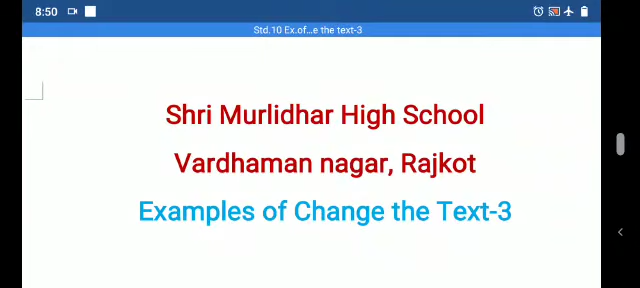 8:50
Std.10 Ex.of...e the text-3
Shri Murlidhar High School
Vardhaman nagar, Rajkot
Examples of Change the Text-3